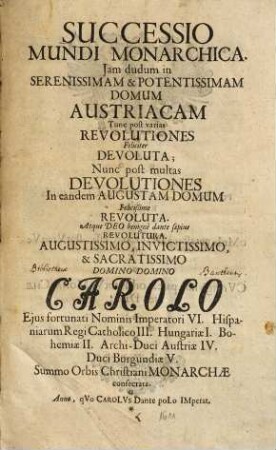 SUCCESSIO
MUNDI MONARCHICA.
Jam dudum in
SERENISSIMAM & POTENTISSIMAM
DOMUM
AUSTRIACAM
Tunc post varias
REVOLUTIONES
Feliciter
DEVOLUTA;
Nunc post multas
DEVOLUTIONES
In eandem AUGUSTAM DOMUM
Felicissime
REVOLUTA.
Atque DEO benigne dante sæpius
REVOLUTURA.
AUGUSTISSIMO, INVICTISSIMO,
& SACRATISSIMO
DOMINO DOMINO
CAROLO
Ejus fortunati Nominis Imperatori VI. Hispa-
niarum Regi Catholico III. Hungariæ I. Bo-
hemiæ II. Archi-Duci Austriæ IV.
Duci Burgundiæ V.
Summo Orbis Christiani MONARCHÆ
consecrata.
Anno, qVo CAROLVs Dante poLo IMperat.